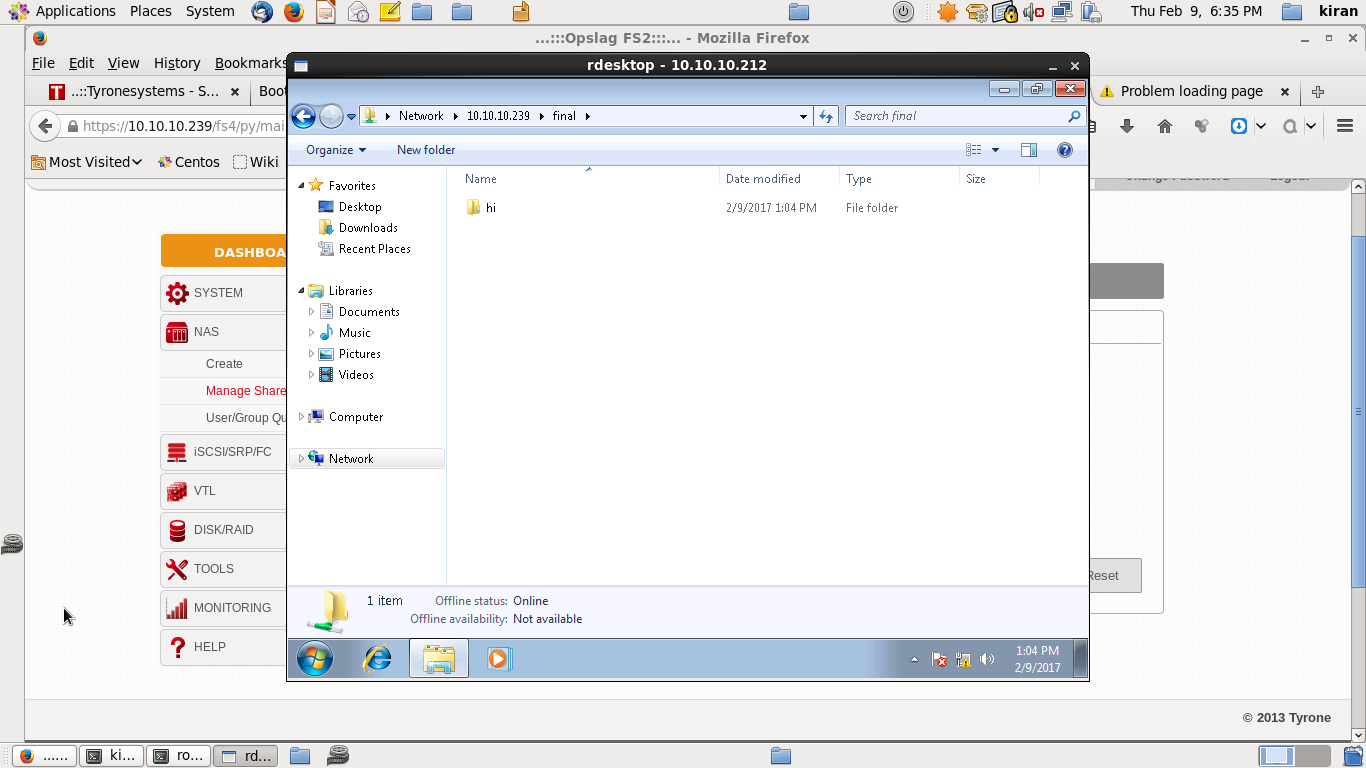 Applications Places System Thu Feb 9, 6:35 PM kiran
...:::Opslag FS2:::... - Mozilla Firefox
File Edit View History Bookmarks
rdesktop - 10.10.10.212
..::Tyronesystems - S... Boot Problem loading page
https://10.10.10.239/fs4/py/mai
Network 10.10.10.239 final Search final
Organize New folder
Most Visited Centos Wiki
Change Password Logout
Name Date modified Type Size
hi 2/9/2017 1:04 PM File folder
Favorites
Desktop
Downloads
Recent Places
Libraries
Documents
Music
Pictures
Videos
Computer
Network
DASHBOA
SYSTEM
NAS
Create
Manage Share
User/Group Qu
iSCSI/SRP/FC
VTL
DISK/RAID
TOOLS
MONITORING
HELP
Reset
1 item Offline status: Online
Offline availability: Not available
1:04 PM
2/9/2017
© 2013 Tyrone
...... ki... ro... rd...